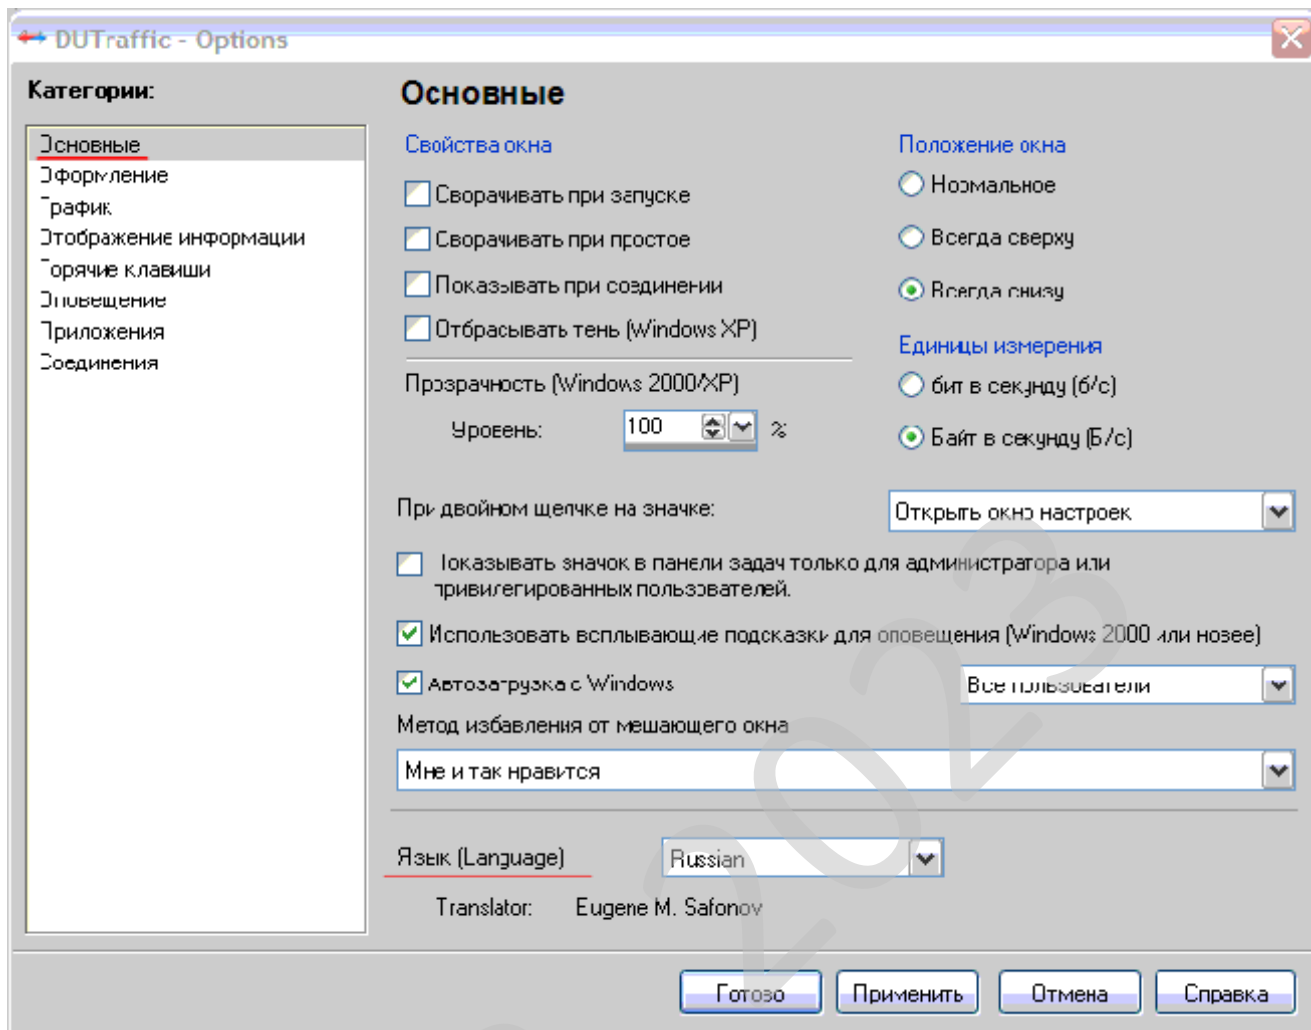 DUTraffic - Options
Категории:
Основные
Оформление
График
Отображение информации
Горячие клавиши
Оповещение
Приложения
Соединения
Основные
Свойства окна
Сворачивать при запуске
Сворачивать при простое
Показывать при соединении
Отбрасывать тень (Windows XP)
Прозрачность (Windows 2000/XP)
Уровень: 100 %
Положение окна
Нормальное
Всегда сверху
Всегда снизу
Единицы измерения
бит в секунду (б/с)
Байт в секунду (Б/с)
При двойном щелчке на значке: Открыть окно настроек
Показывать значок в панели задач только для администратора или
привилегированных пользователей.
Использовать всплывающие подсказки для оповещения (Windows 2000 или новее)
Автозагрузка с Windows Все пользователи
Метод избавления от мешающего окна
Мне и так нравится
Язык (Language) Russian
Translator: Eugene M. Safonov
Готово Применить Отмена Справка
2023